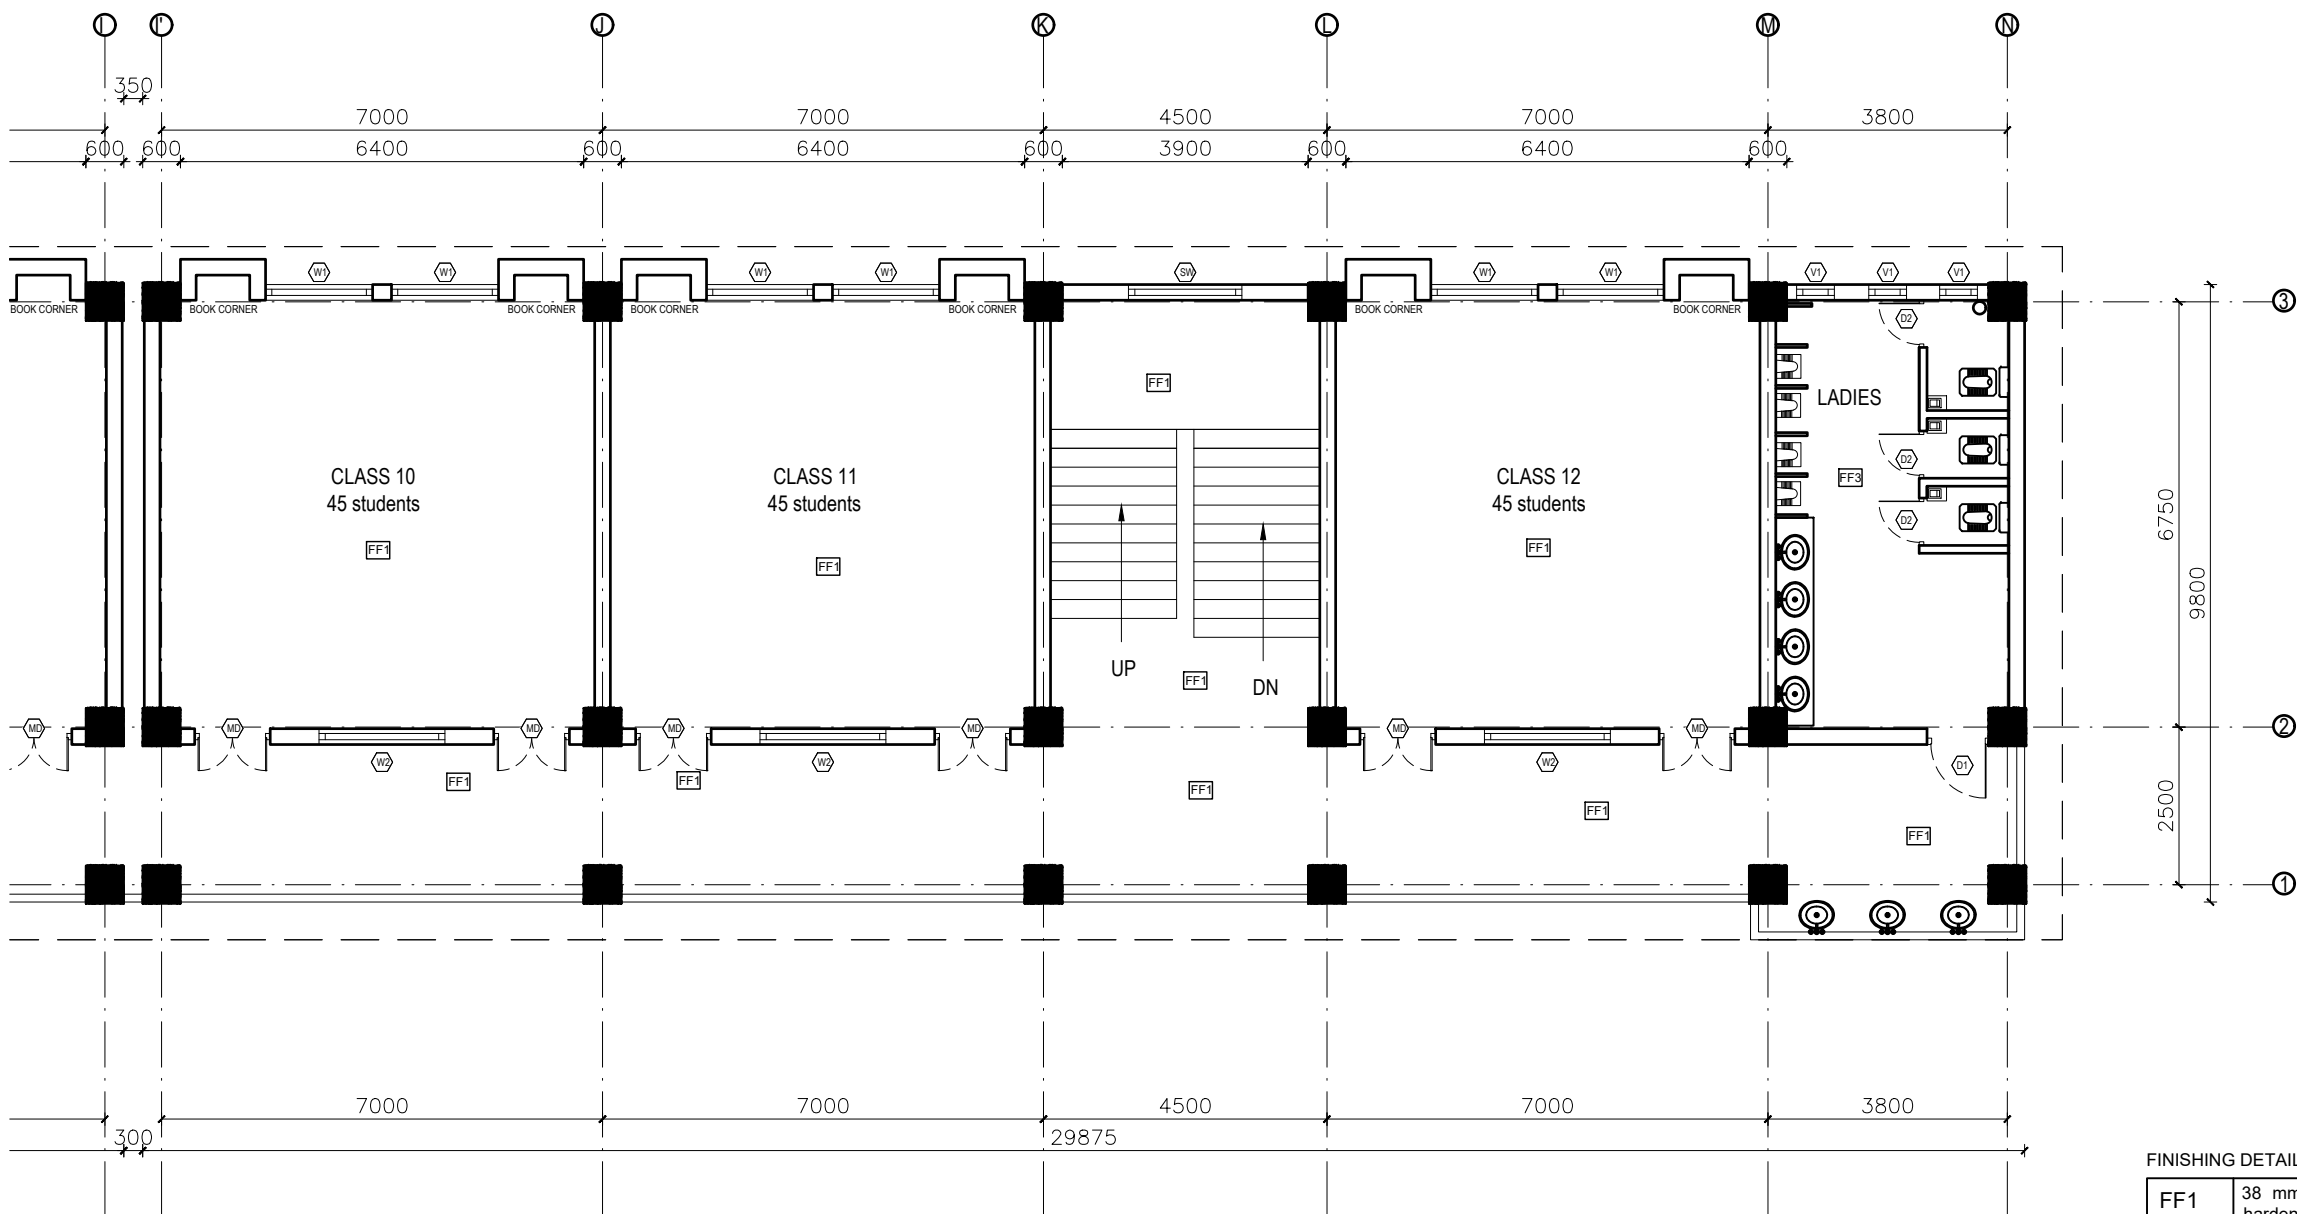 I I' J K L M N
350
7000 7000 4500 7000 3800
600 600 6400 600 6400 600 3900 600 6400 600
W1 W1 W1 W1 SW W1 W1 V1 V1 V1
BOOK CORNER BOOK CORNER BOOK CORNER BOOK CORNER BOOK CORNER BOOK CORNER BOOK CORNER
3
D2
FF1
LADIES
CLASS 10
45 students
CLASS 11
45 students
CLASS 12
45 students
D2
FF3
6750
D2
FF1 FF1 FF1
9800
UP
FF1
DN
MD MD MD MD MD MD MD
2
W2 W2 W2 D1
FF1 FF1 FF1 FF1 FF1
2500
1
7000 7000 4500 7000 3800
300 29875
FINISHING DETAIL
FF1 38 mm